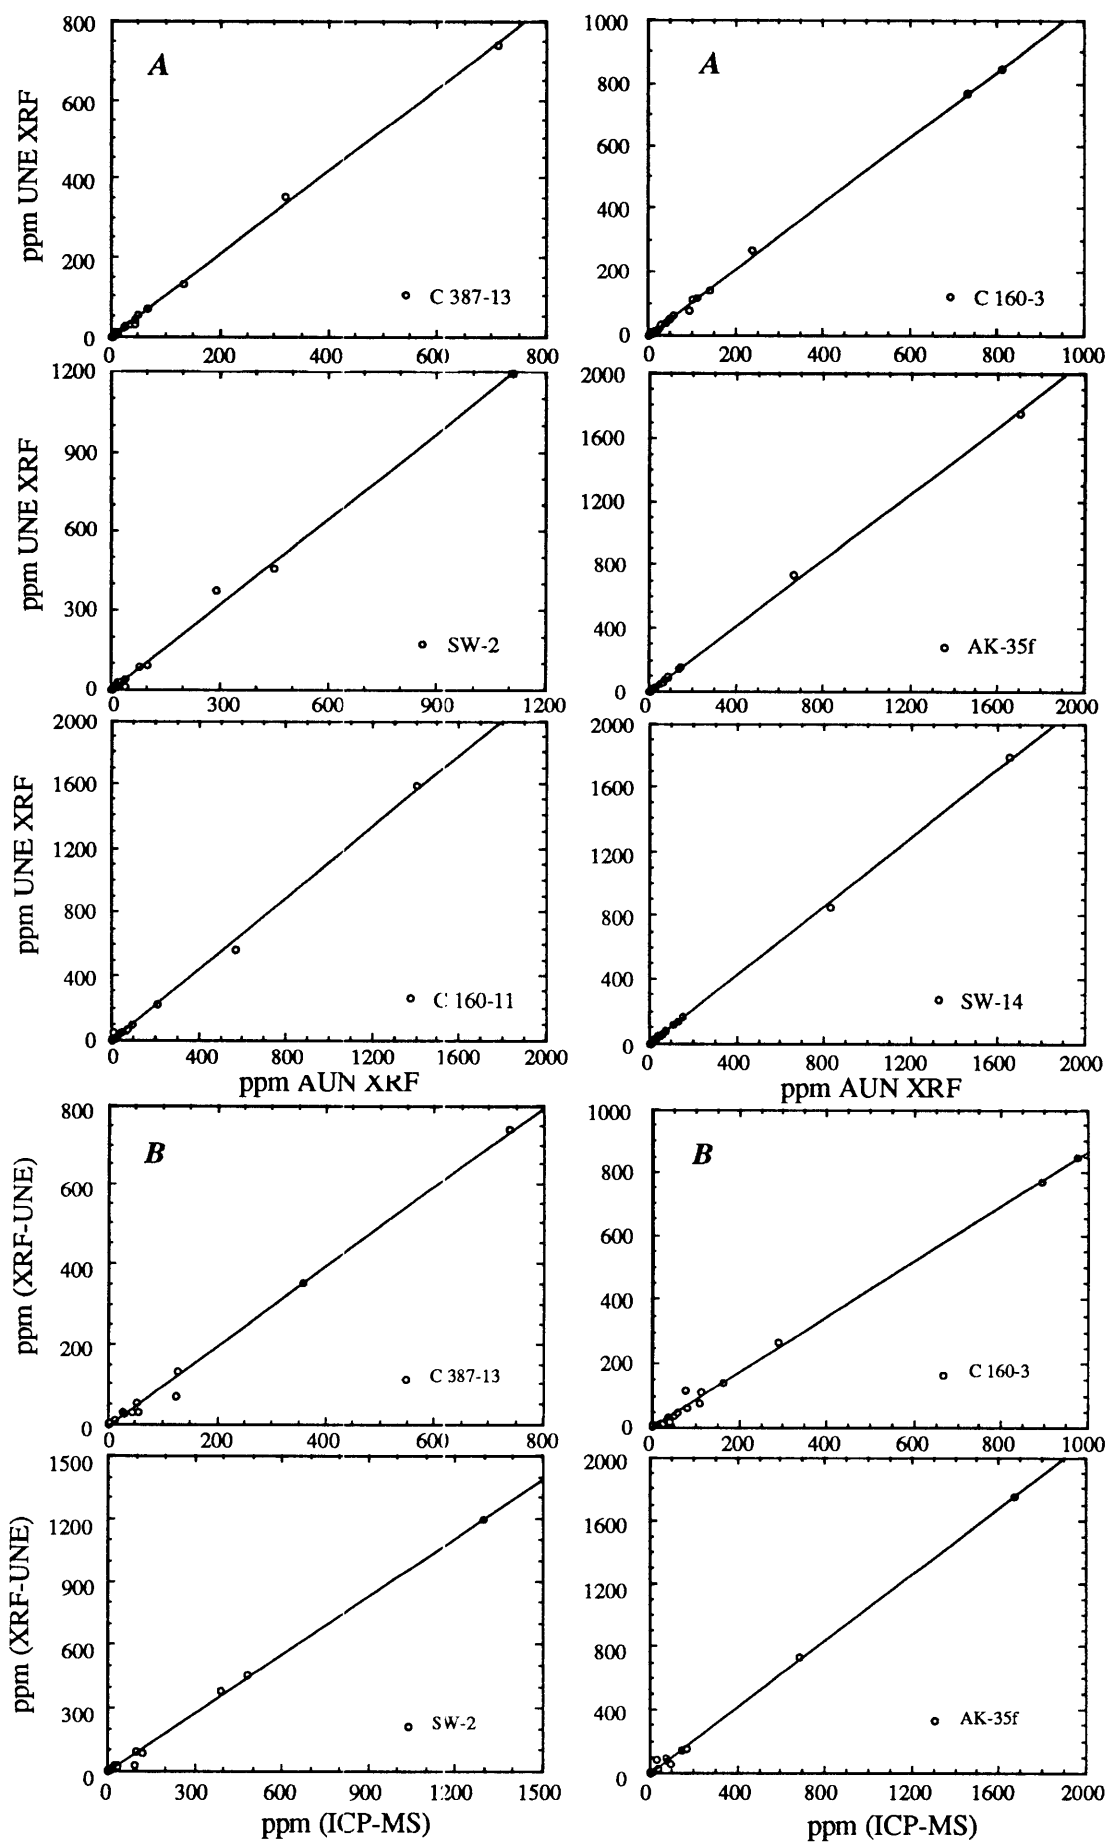 A
ppm UNE XRF
800
600
400
200
0
C 387-13
0 200 400 600 800
A
1000
800
600
400
200
0
C 160-3
0 200 400 600 800 1000
ppm UNE XRF
1200
900
600
300
0
SW-2
0 300 600 900 1200
2000
1600
1200
800
400
0
AK-35f
0 400 800 1200 1600 2000
ppm UNE XRF
2000
1600
1200
800
400
0
C 160-11
0 400 800 1200 1600 2000
ppm AUN XRF
2000
1600
1200
800
400
0
SW-14
0 400 800 1200 1600 2000
ppm AUN XRF
B
ppm (XRF-UNE)
800
600
400
200
0
C 387-13
0 200 400 600 800
B
1000
800
600
400
200
0
C 160-3
0 200 400 600 800 1000
ppm (XRF-UNE)
1500
1200
900
600
300
0
SW-2
0 300 600 900 1200 1500
ppm (ICP-MS)
2000
1600
1200
800
400
0
AK-35f
0 400 800 1200 1600 2000
ppm (ICP-MS)